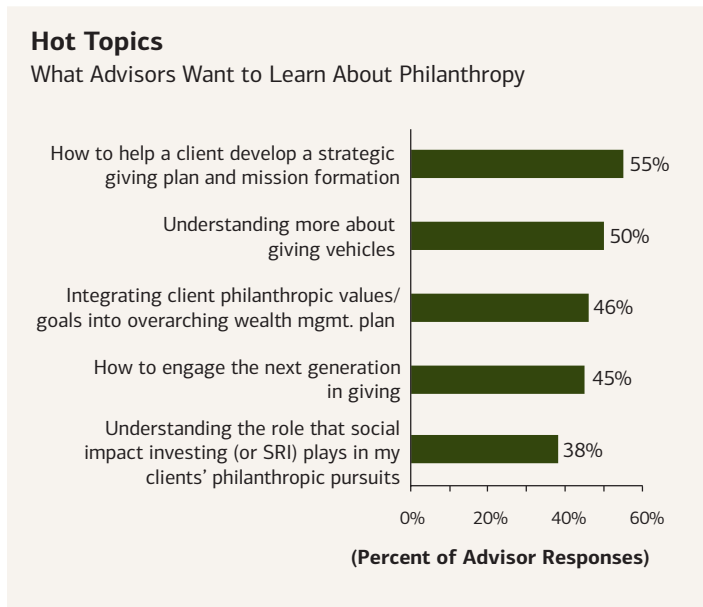 Hot Topics
What Advisors Want to Learn About Philanthropy
How to help a client develop a strategic
giving plan and mission formation
55%
Understanding more about
giving vehicles
50%
Integrating client philanthropic values/
goals into overarching wealth mgmt. plan
46%
How to engage the next generation
in giving
45%
Understanding the role that social
impact investing (or SRI) plays in my
clients’ philanthropic pursuits
38%
0% 20% 40% 60%
(Percent of Advisor Responses)